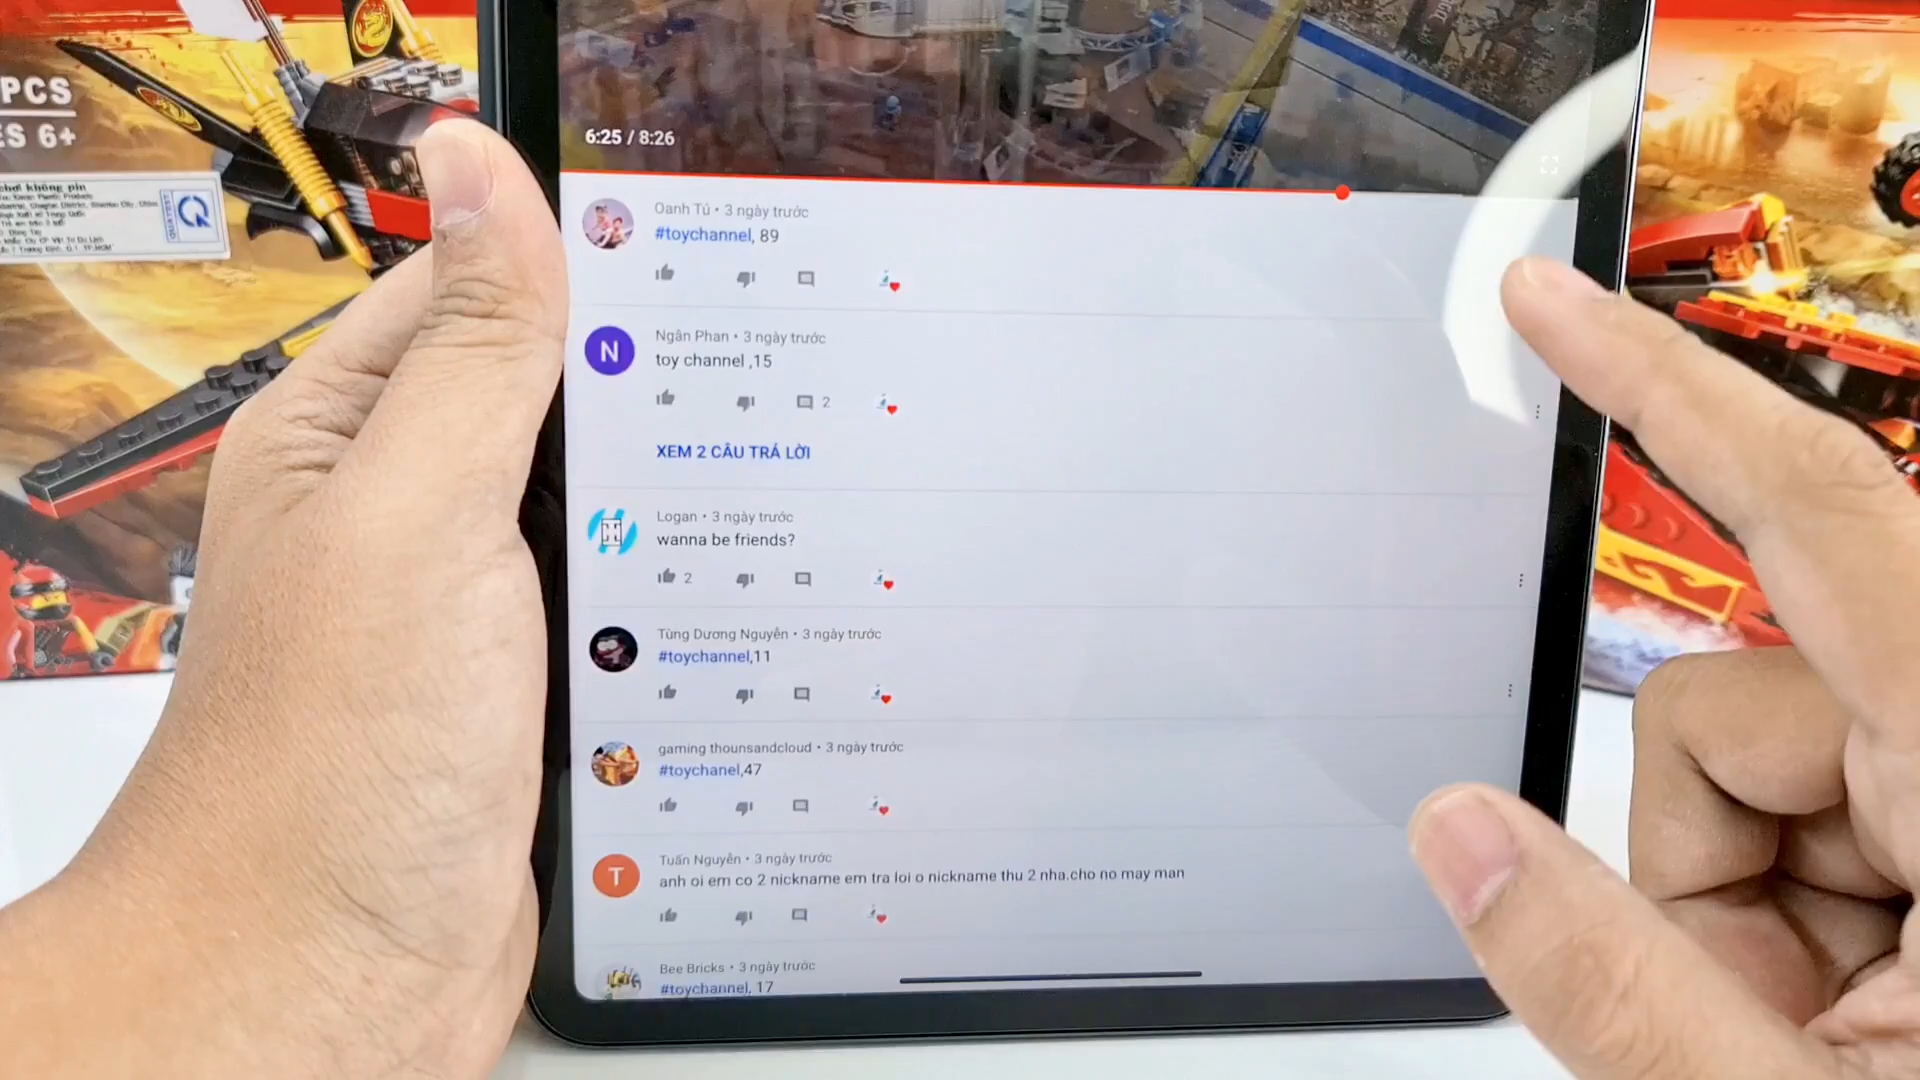 PCS
ES 6+
chơi không pin
6:25 / 8:26
Oanh Tú • 3 ngày trước
#toychannel, 89
N
Ngân Phan • 3 ngày trước
toy channel ,15
2
XEM 2 CÂU TRẢ LỜI
Logan • 3 ngày trước
wanna be friends?
2
Tùng Dương Nguyễn • 3 ngày trước
#toychannel,11
gaming thounsandcloud • 3 ngày trước
#toychanel,47
T
Tuấn Nguyễn • 3 ngày trước
anh oi em co 2 nickname em tra loi o nickname thu 2 nha.cho no may man
Bee Bricks • 3 ngày trước
#toychannel, 17